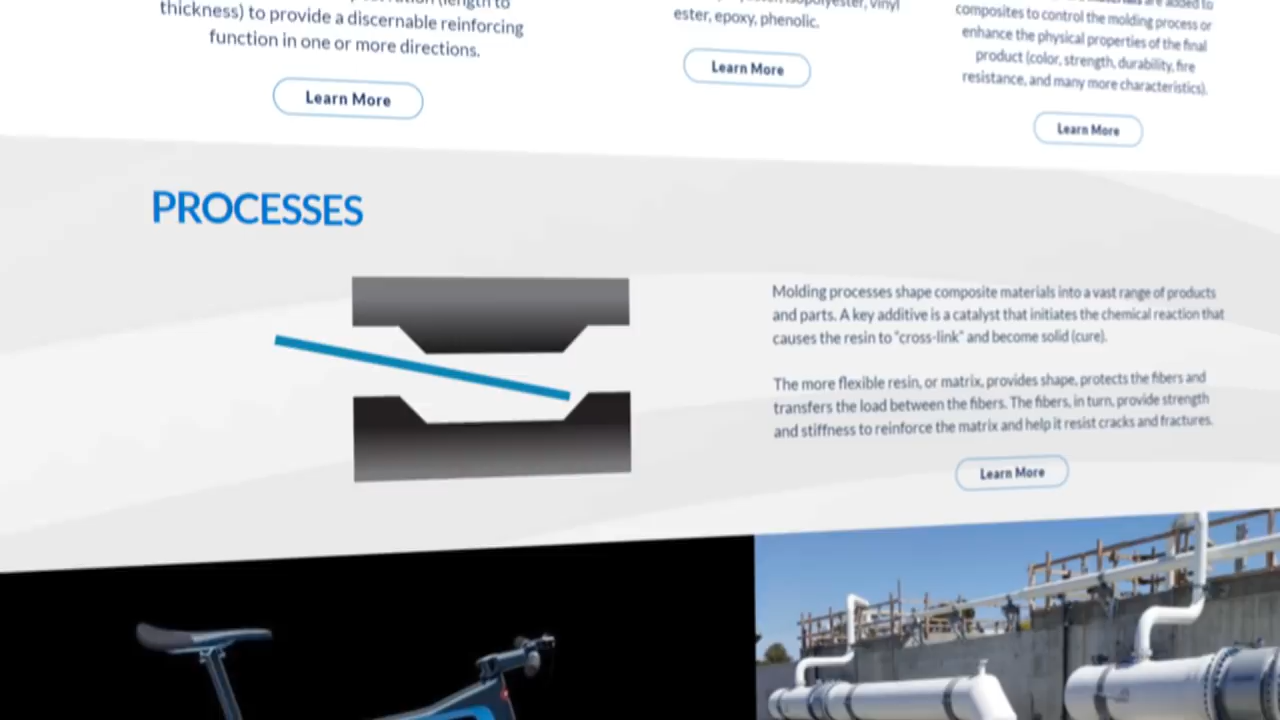 thickness) to provide a discernable reinforcing
function in one or more directions.
Learn More
ester, epoxy, phenolic.
Learn More
composites to control the molding process or
enhance the physical properties of the final
product (color, strength, durability, fire
resistance, and many more characteristics).
Learn More
PROCESSES
Molding processes shape composite materials into a vast range of products
and parts. A key additive is a catalyst that initiates the chemical reaction that
causes the resin to "cross-link" and become solid (cure).
The more flexible resin, or matrix, provides shape, protects the fibers and
transfers the load between the fibers. The fibers, in turn, provide strength
and stiffness to reinforce the matrix and help it resist cracks and fractures.
Learn More